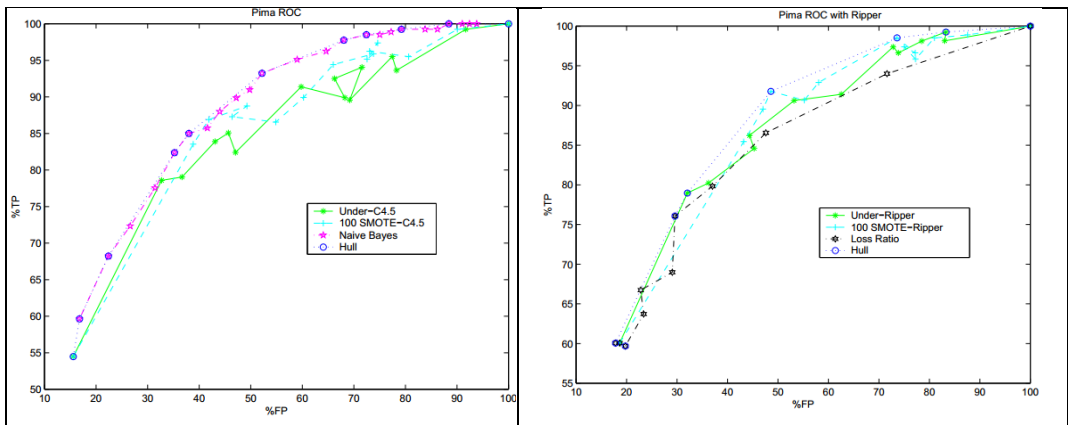 Pima ROC
100
95
90
85
80
75
70
65
60
55
50
%TP
10 20 30 40 50 60 70 80 90 100
%FP
Under-C4.5
100 SMOTE-C4.5
Naive Bayes
Hull
Pima ROC with Ripper
100
95
90
85
80
75
70
65
60
55
%TP
10 20 30 40 50 60 70 80 90 100
%FP
Under-Ripper
100 SMOTE-Ripper
Loss Ratio
Hull